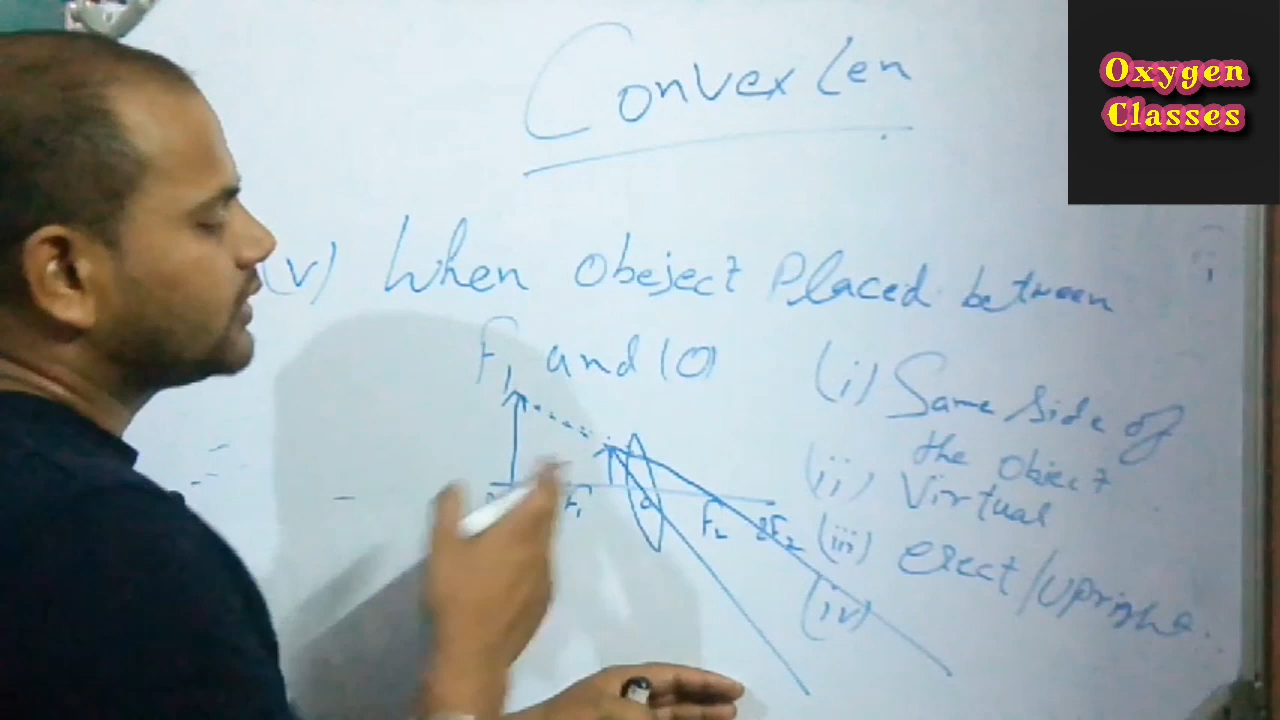 Oxygen
Classes
Convex len
(v) When Obeject Placed between
F1 and (O)
(i) Same side of
the object
(ii) Virtual
(iii) erect/upright.
(iv)
F1
O
F2
2F2